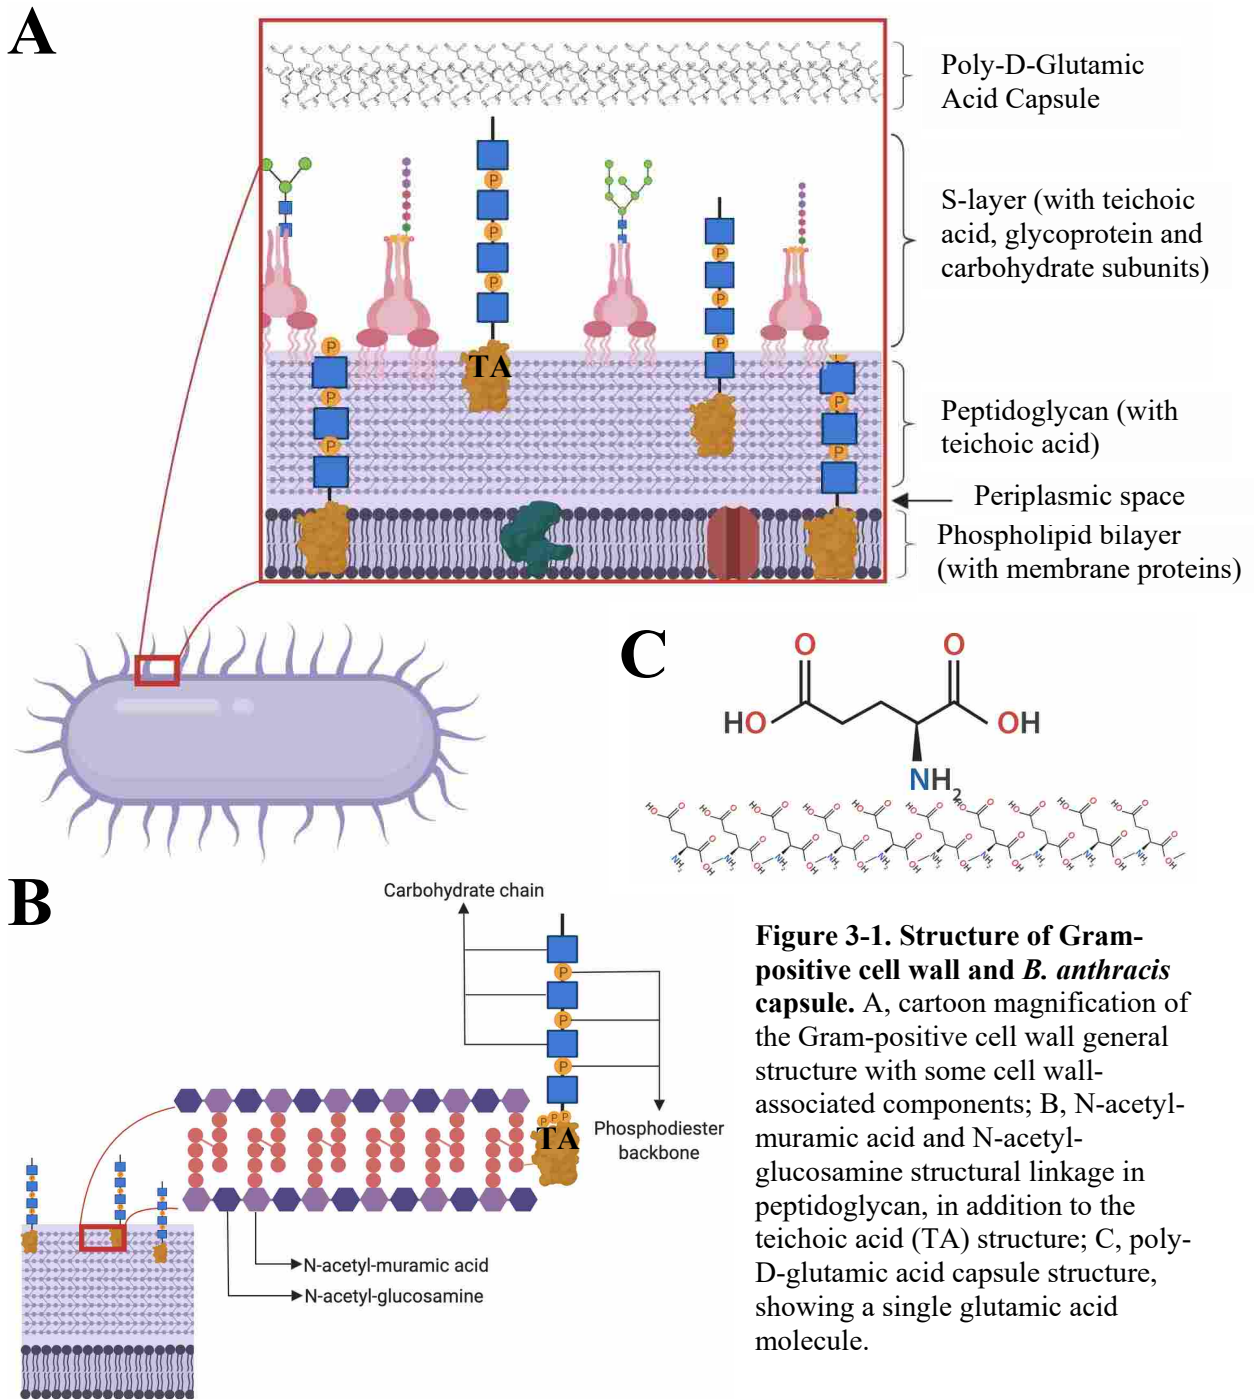 A
Poly-D-Glutamic
Acid Capsule
S-layer (with teichoic
acid, glycoprotein and
carbohydrate subunits)
P
P
P
P
P
P
TA
P
P
P
P
P
P
Peptidoglycan (with
teichoic acid)
Periplasmic space
Phospholipid bilayer
(with membrane proteins)
C
O
O
HO
OH
NH2
B
Carbohydrate chain
P
P
P
P P P
TA
Phosphodiester
backbone
N-acetyl-muramic acid
N-acetyl-glucosamine
Figure 3-1. Structure of Gram-
positive cell wall and B. anthracis
capsule. A, cartoon magnification of
the Gram-positive cell wall general
structure with some cell wall-
associated components; B, N-acetyl-
muramic acid and N-acetyl-
glucosamine structural linkage in
peptidoglycan, in addition to the
teichoic acid (TA) structure; C, poly-
D-glutamic acid capsule structure,
showing a single glutamic acid
molecule.